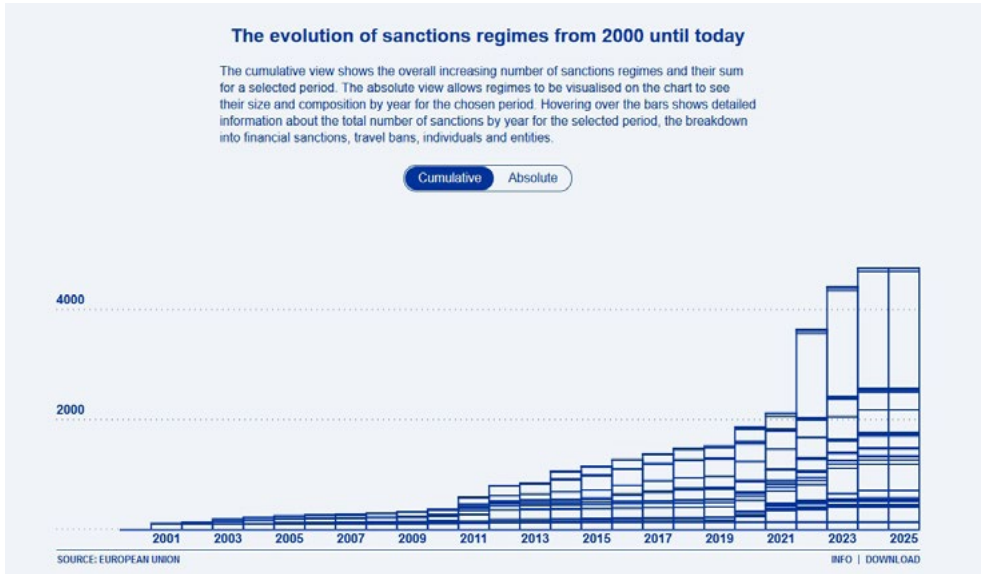 The evolution of sanctions regimes from 2000 until today
The cumulative view shows the overall increasing number of sanctions regimes and their sum
for a selected period. The absolute view allows regimes to be visualised on the chart to see
their size and composition by year for the chosen period. Hovering over the bars shows detailed
information about the total number of sanctions by year for the selected period, the breakdown
into financial sanctions, travel bans, individuals and entities.
Cumulative Absolute
4000
2000
2001 2003 2005 2007 2009 2011 2013 2015 2017 2019 2021 2023 2025
SOURCE: EUROPEAN UNION INFO | DOWNLOAD